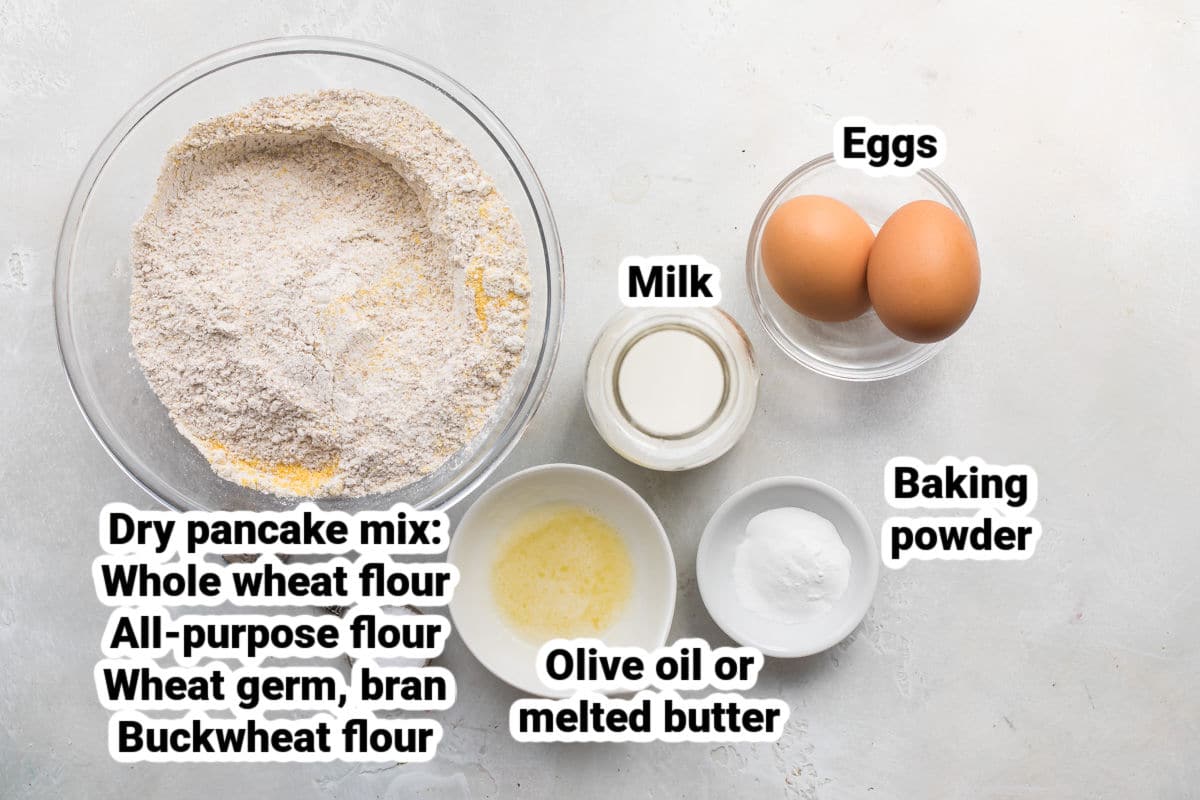 Eggs
Milk
Baking
powder
Dry pancake mix:
Whole wheat flour
All-purpose flour
Wheat germ, bran
Buckwheat flour
Olive oil or
melted butter